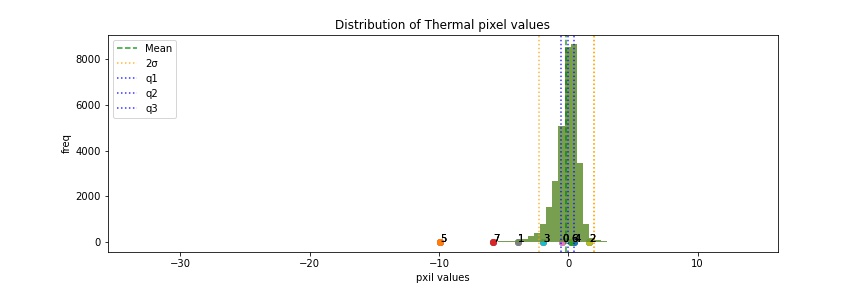 Distribution of Thermal pixel values
Mean
2σ
q1
q2
q3
freq
8000
6000
4000
2000
0
5 7 1 3 0 6 4 2
−30 −20 −10 0 10
pxil values